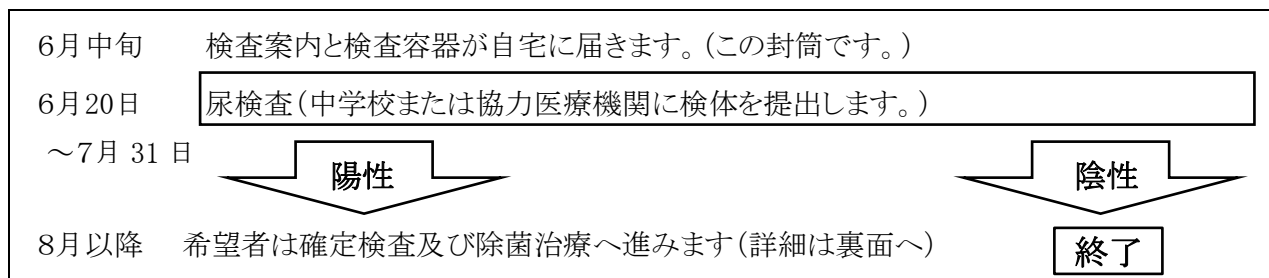 ６月中旬　検査案内と検査容器が自宅に届きます。（この封筒です。）
６月20日　尿検査（中学校または協力医療機関に検体を提出します。）
～７月 31 日
陽性　陰性
８月以降　希望者は確定検査及び除菌治療へ進みます（詳細は裏面へ）　終了